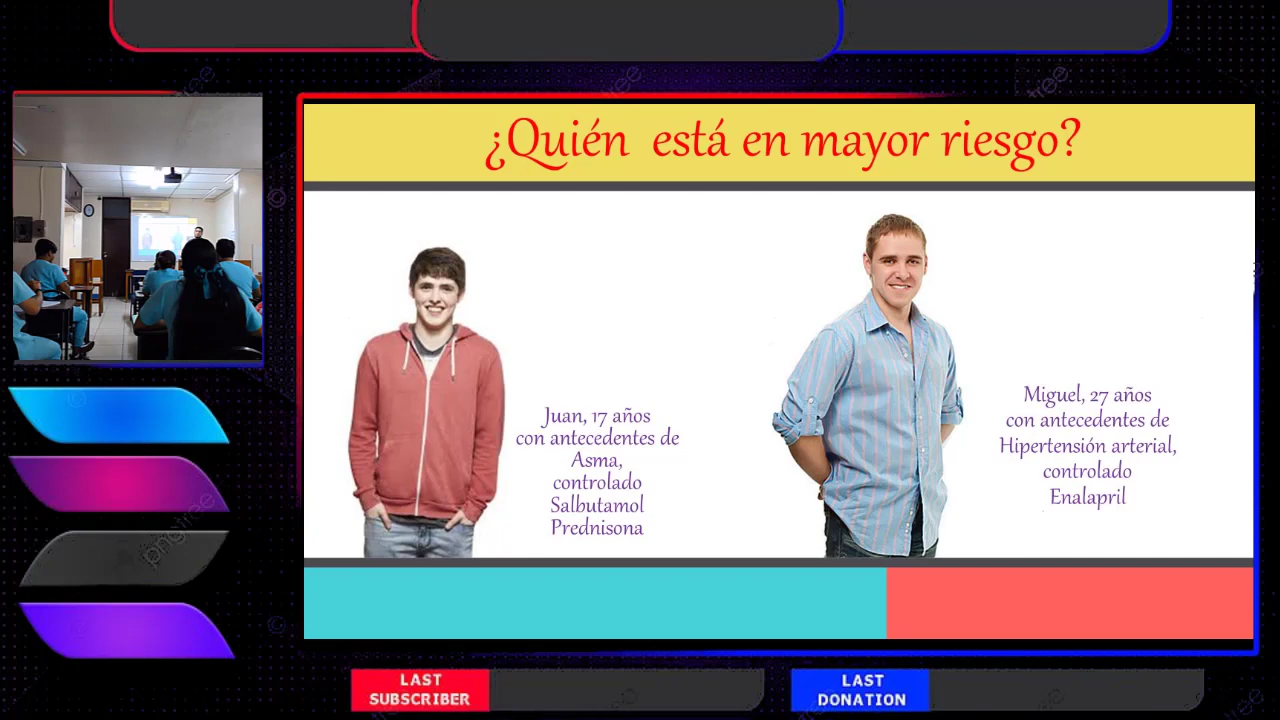 ¿Quién está en mayor riesgo?
Juan, 17 años
con antecedentes de
Asma,
controlado
Salbutamol
Prednisona
Miguel, 27 años
con antecedentes de
Hipertensión arterial,
controlado
Enalapril
LAST
SUBSCRIBER
LAST
DONATION
pngtree